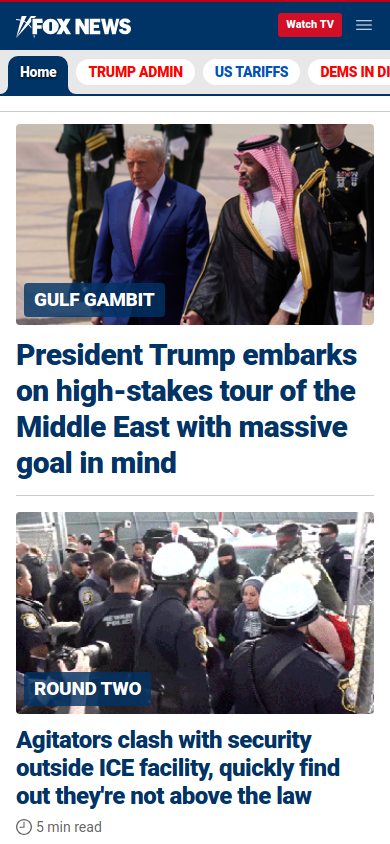 FOX NEWS
Watch TV
Home
TRUMP ADMIN
US TARIFFS
DEMS IN DI
GULF GAMBIT
President Trump embarks
on high-stakes tour of the
Middle East with massive
goal in mind
NEWARK
POLICE
ROUND TWO
Agitators clash with security
outside ICE facility, quickly find
out they're not above the law
5 min read